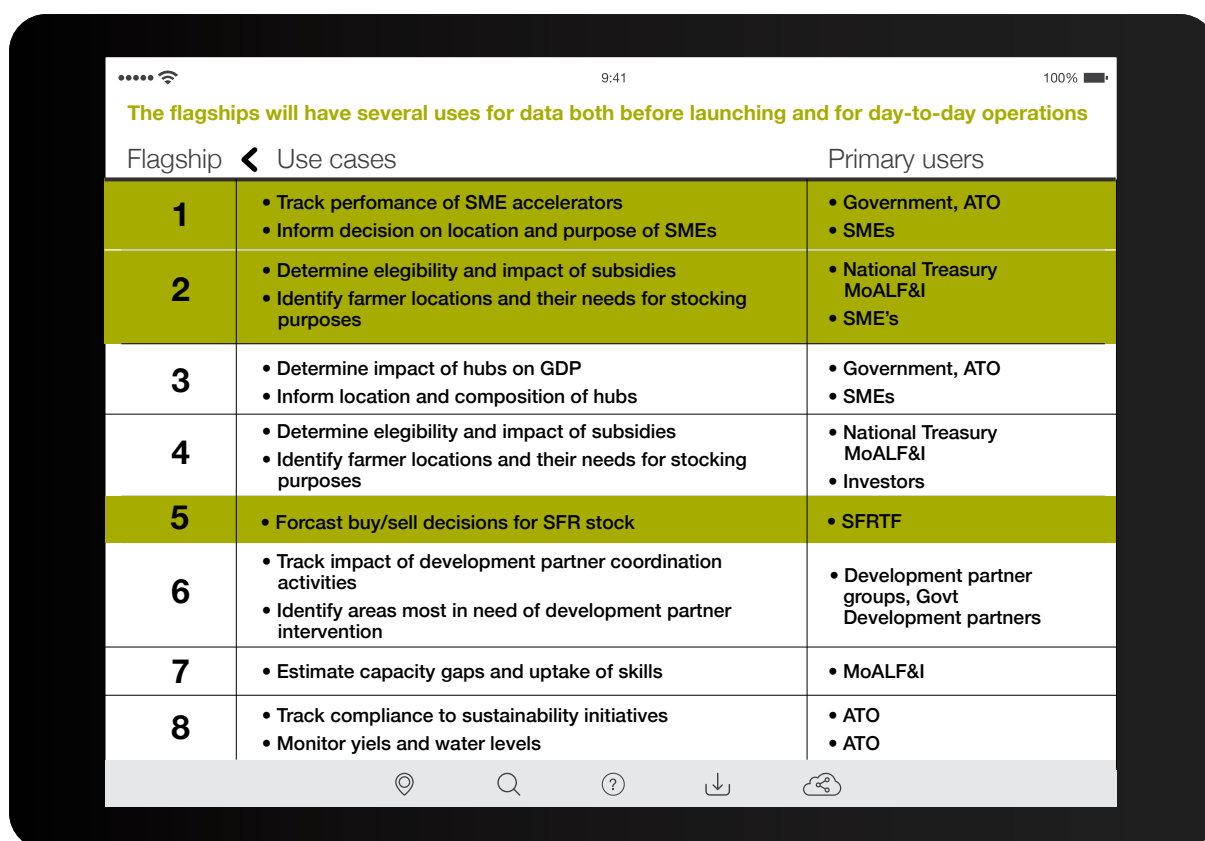 9:41
100%
The flagships will have several uses for data both before launching and for day-to-day operations
Flagship Use cases Primary users
1
• Track perfomance of SME accelerators
• Inform decision on location and purpose of SMEs
• Government, ATO
• SMEs
2
• Determine elegibility and impact of subsidies
• Identify farmer locations and their needs for stocking
purposes
• National Treasury
MoALF&I
• SME's
3
• Determine impact of hubs on GDP
• Inform location and composition of hubs
• Government, ATO
• SMEs
4
• Determine elegibility and impact of subsidies
• Identify farmer locations and their needs for stocking
purposes
• National Treasury
MoALF&I
• Investors
5
• Forcast buy/sell decisions for SFR stock
• SFRTF
6
• Track impact of development partner coordination
activities
• Identify areas most in need of development partner
intervention
• Development partner
groups, Govt
Development partners
7
• Estimate capacity gaps and uptake of skills
• MoALF&I
8
• Track compliance to sustainability initiatives
• Monitor yiels and water levels
• ATO
• ATO
?